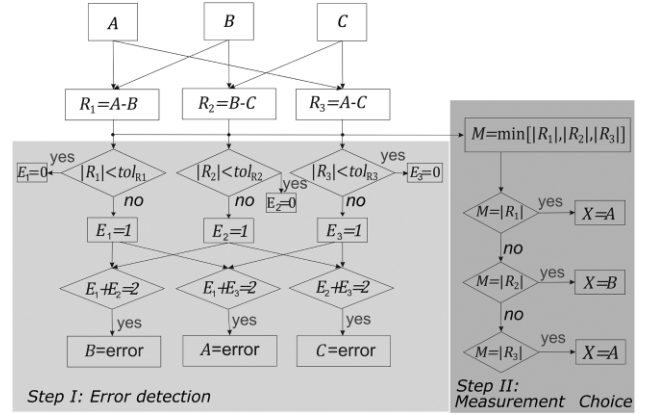 A B C
R₁=A-B R₂=B-C R₃=A-C
M=min[|R₁|,|R₂|,|R₃|]
yes yes
E₁=0 |R₁|<tol_R1 |R₂|<tol_R2 |R₃|<tol_R3 E₃=0
yes
E₂=0
no no no
M=|R₁| yes X=A
E₁=1 E₂=1 E₃=1
no
E₁+E₂=2 E₁+E₃=2 E₂+E₃=2
M=|R₂| yes X=B
yes yes yes
no
B=error A=error C=error
M=|R₃| yes X=A
Step I: Error detection
Step II:
Measurement Choice